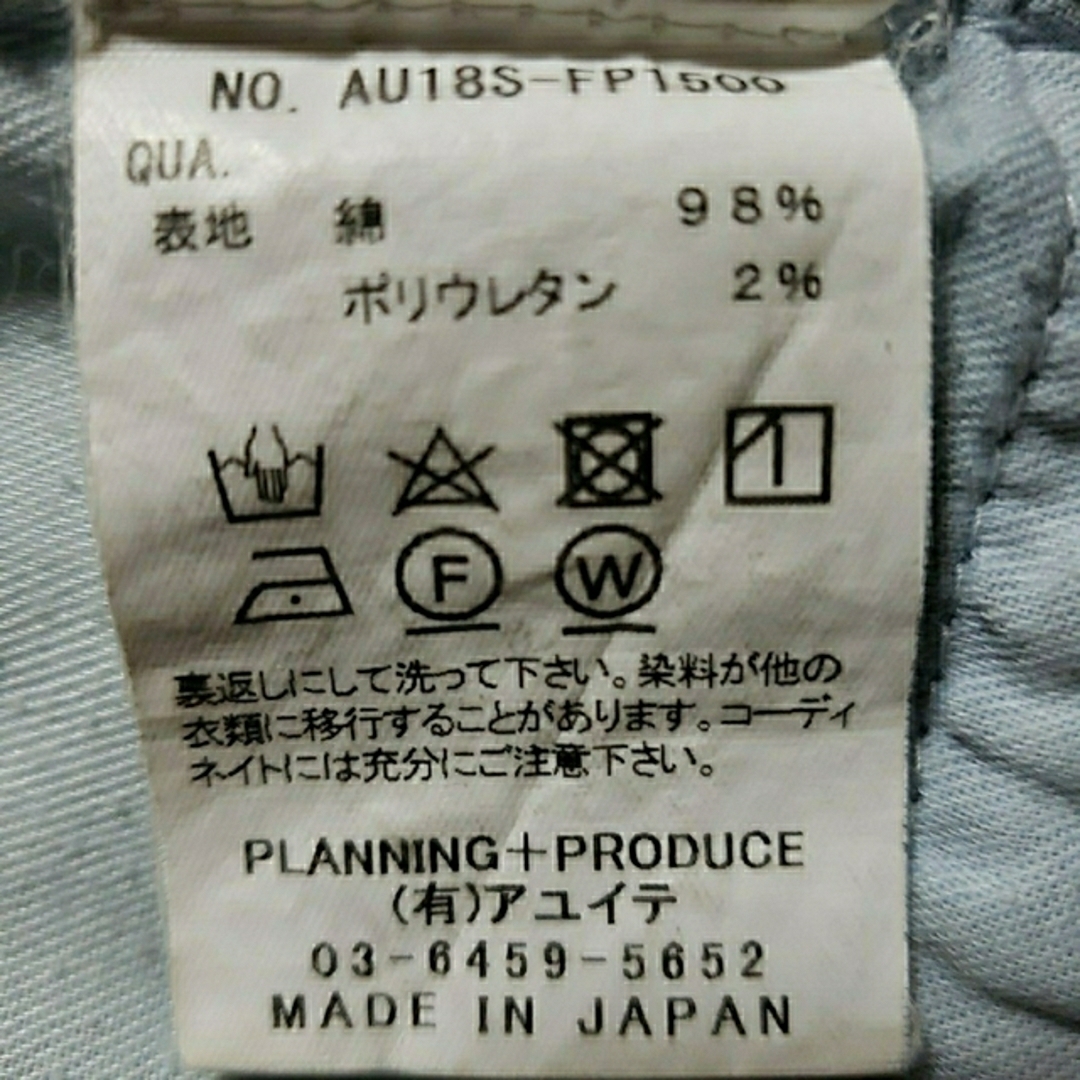 NO. AU18S-FP1500
QUA.
表地 綿 98%
ポリウレタン 2%
F W
裏返しにして洗って下さい。染料が他の
衣類に移行することがあります。コーディ
ネイトには充分にご注意下さい。
PLANNING+PRODUCE
(有)アユイテ
03-6459-5652
MADE IN JAPAN